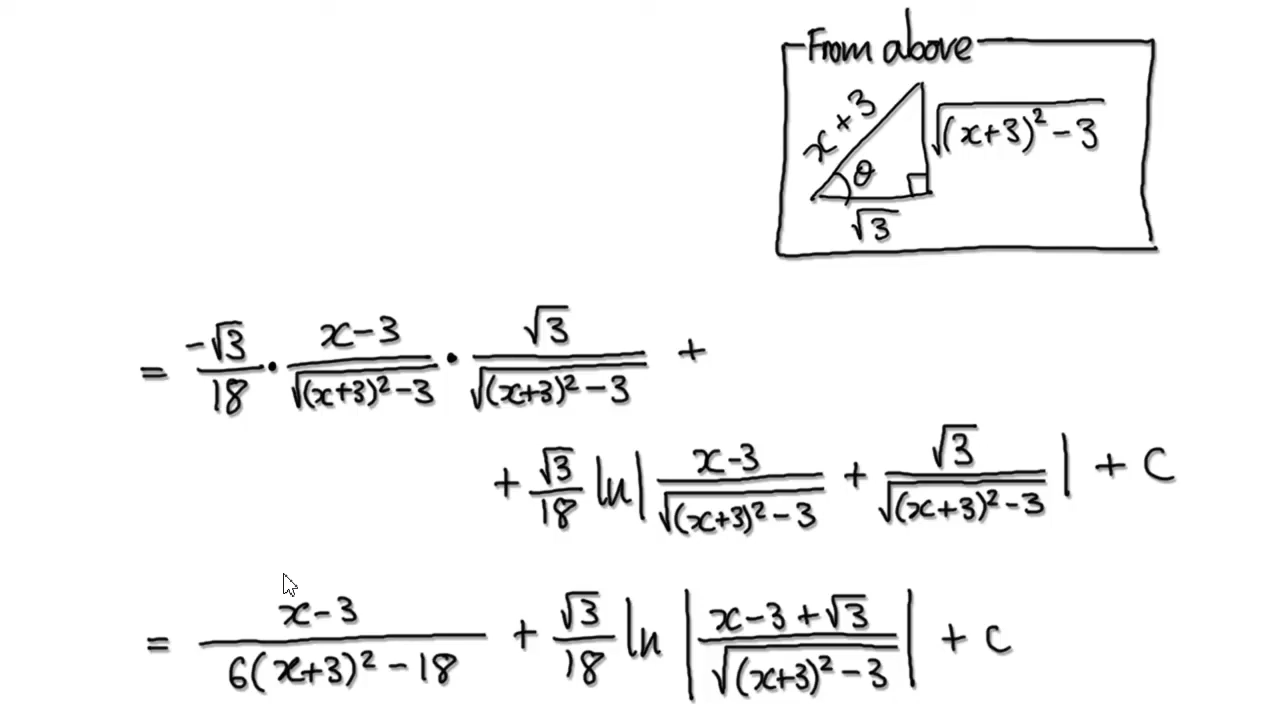 From above
x+3
√((x+3)²-3)
θ
√3
= -√3/18 · (x-3)/√((x+3)²-3) · √3/√((x+3)²-3) +
+ √3/18 ln| (x-3)/√((x+3)²-3) + √3/√((x+3)²-3) | + C
= (x-3)/(6(x+3)²-18) + √3/18 ln | (x-3+√3)/√((x+3)²-3) | + C